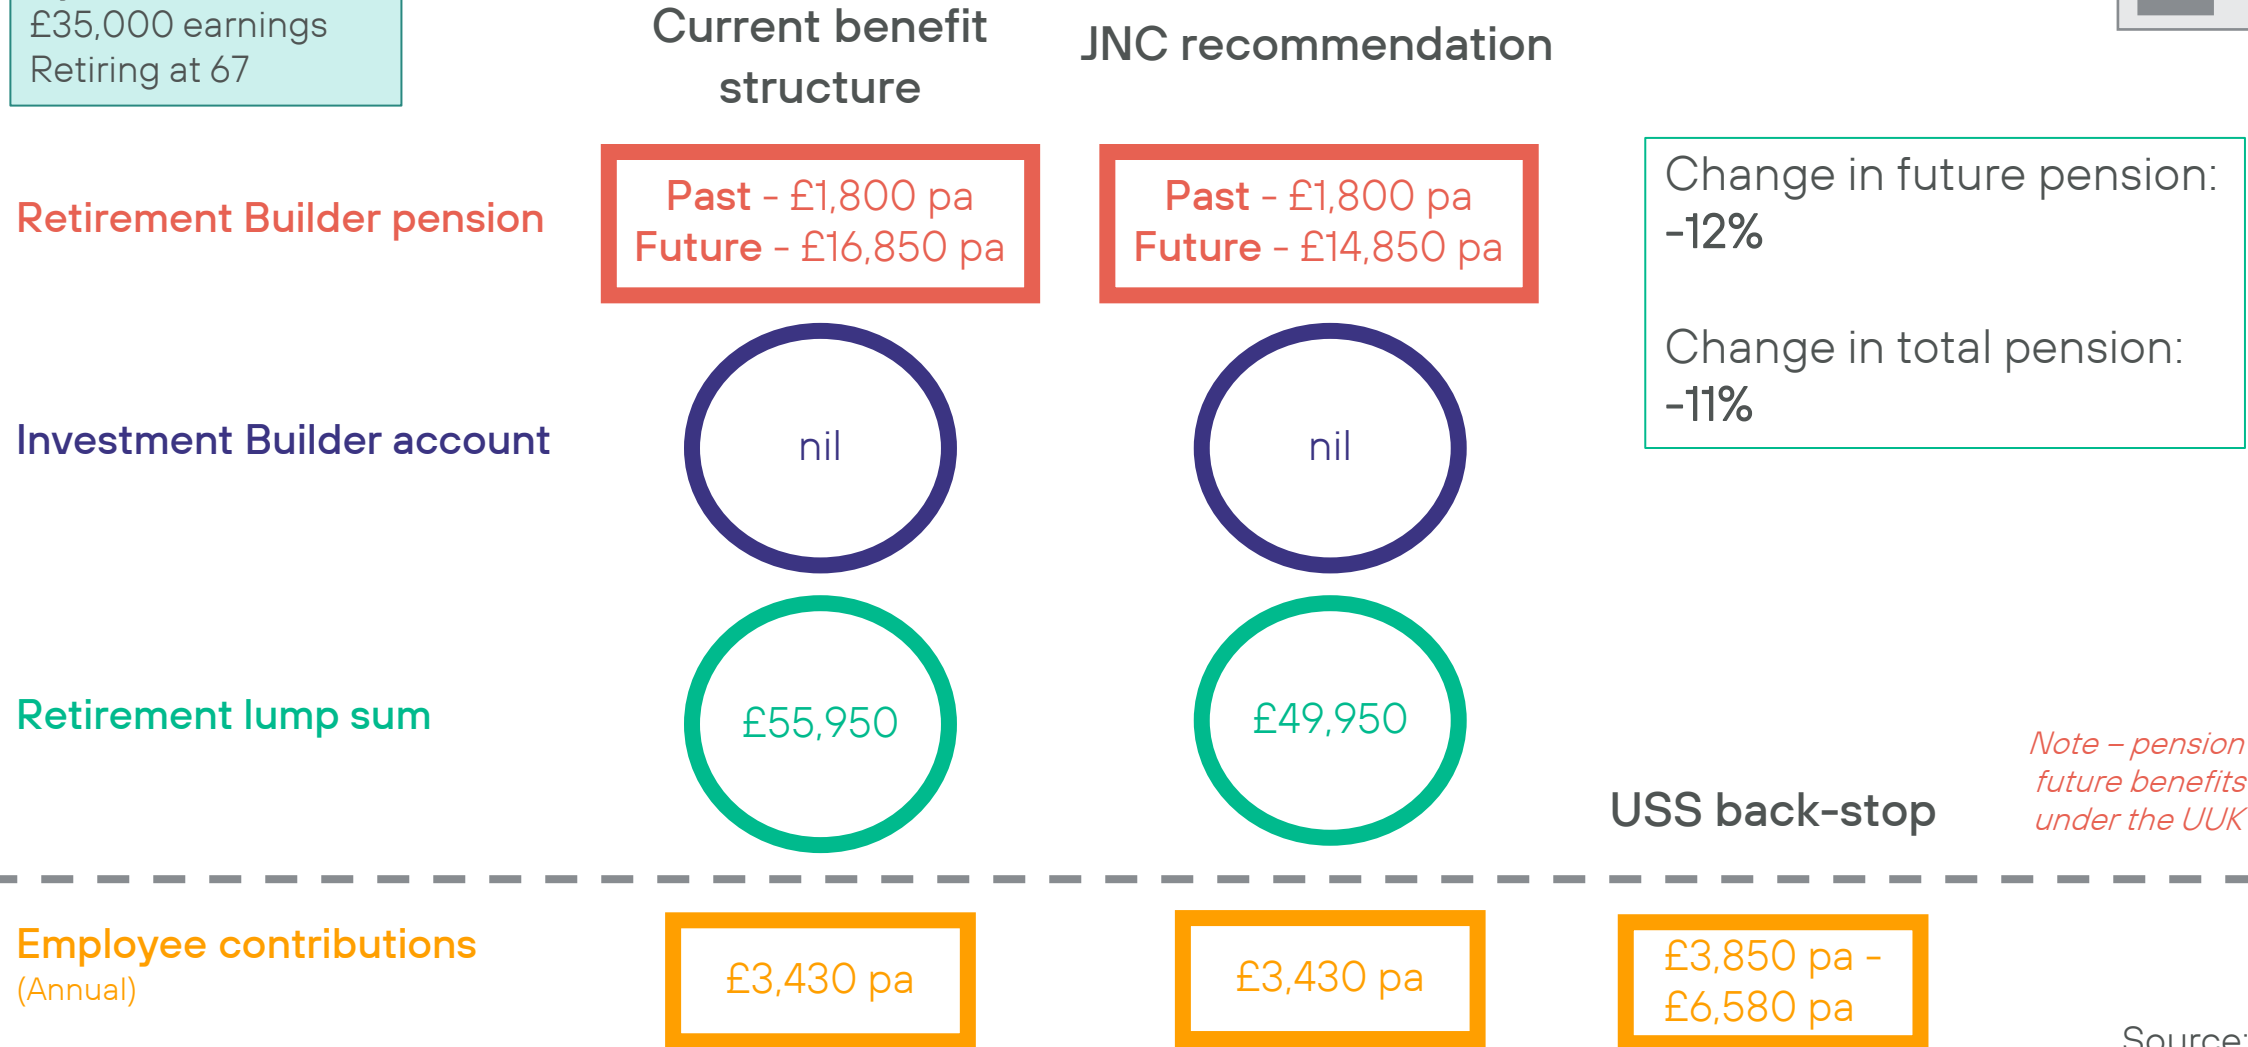 £35,000 earnings
Retiring at 67
Current benefit
structure
JNC recommendation
Retirement Builder pension
Past - £1,800 pa
Future - £16,850 pa
Past - £1,800 pa
Future - £14,850 pa
Change in future pension:
-12%
Change in total pension:
-11%
Investment Builder account
nil
nil
Retirement lump sum
£55,950
£49,950
USS back-stop
Note – pension
future benefits
under the UUK
Employee contributions
(Annual)
£3,430 pa
£3,430 pa
£3,850 pa -
£6,580 pa
Source: